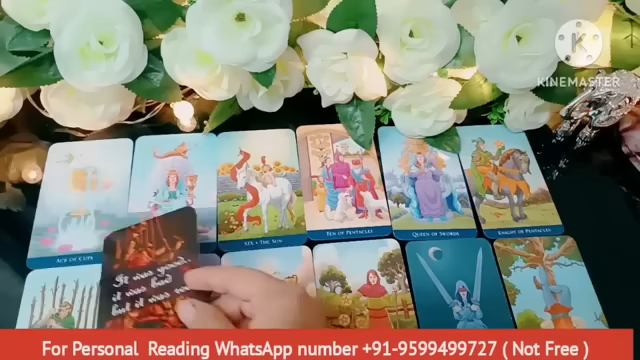 KINEMASTER
ACE OF CUPS
XIX • THE SUN
TEN OF PENTACLES
QUEEN OF SWORDS
KNIGHT OF PENTACLES
It was good..
it was bad
but it was
For Personal Reading WhatsApp number +91-9599499727 ( Not Free )